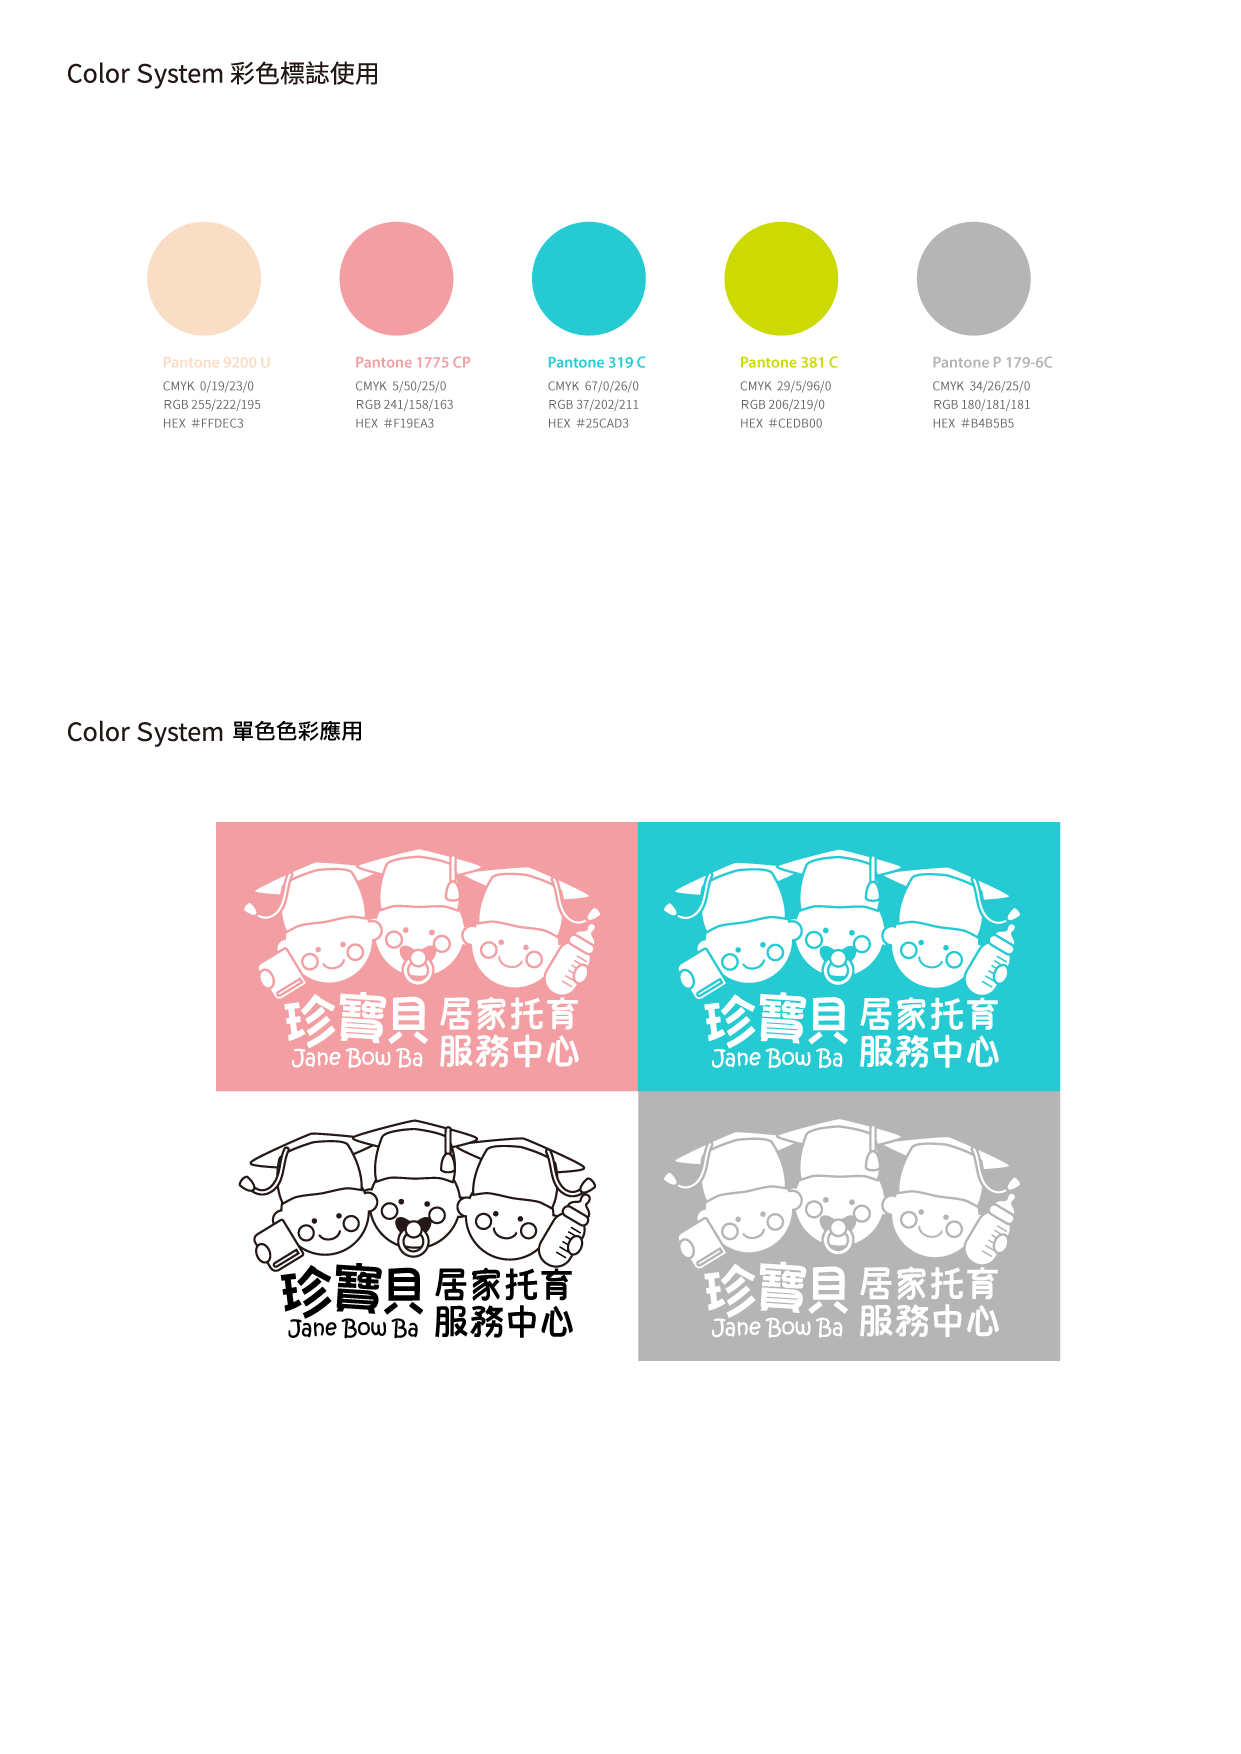 Color System 彩色標誌使用
Pantone 9200 U
CMYK 0/19/23/0
RGB 255/222/195
HEX #FFDEC3
Pantone 1775 CP
CMYK 5/50/25/0
RGB 241/158/163
HEX #F19EA3
Pantone 319 C
CMYK 67/0/26/0
RGB 37/202/211
HEX #25CAD3
Pantone 381 C
CMYK 29/5/96/0
RGB 206/219/0
HEX #CEDB00
Pantone P 179-6C
CMYK 34/26/25/0
RGB 180/181/181
HEX #B4B5B5
Color System 單色色彩應用
珍寶貝 居家托育
Jane Bow Ba 服務中心
珍寶貝 居家托育
Jane Bow Ba 服務中心
珍寶貝 居家托育
Jane Bow Ba 服務中心
珍寶貝 居家托育
Jane Bow Ba 服務中心